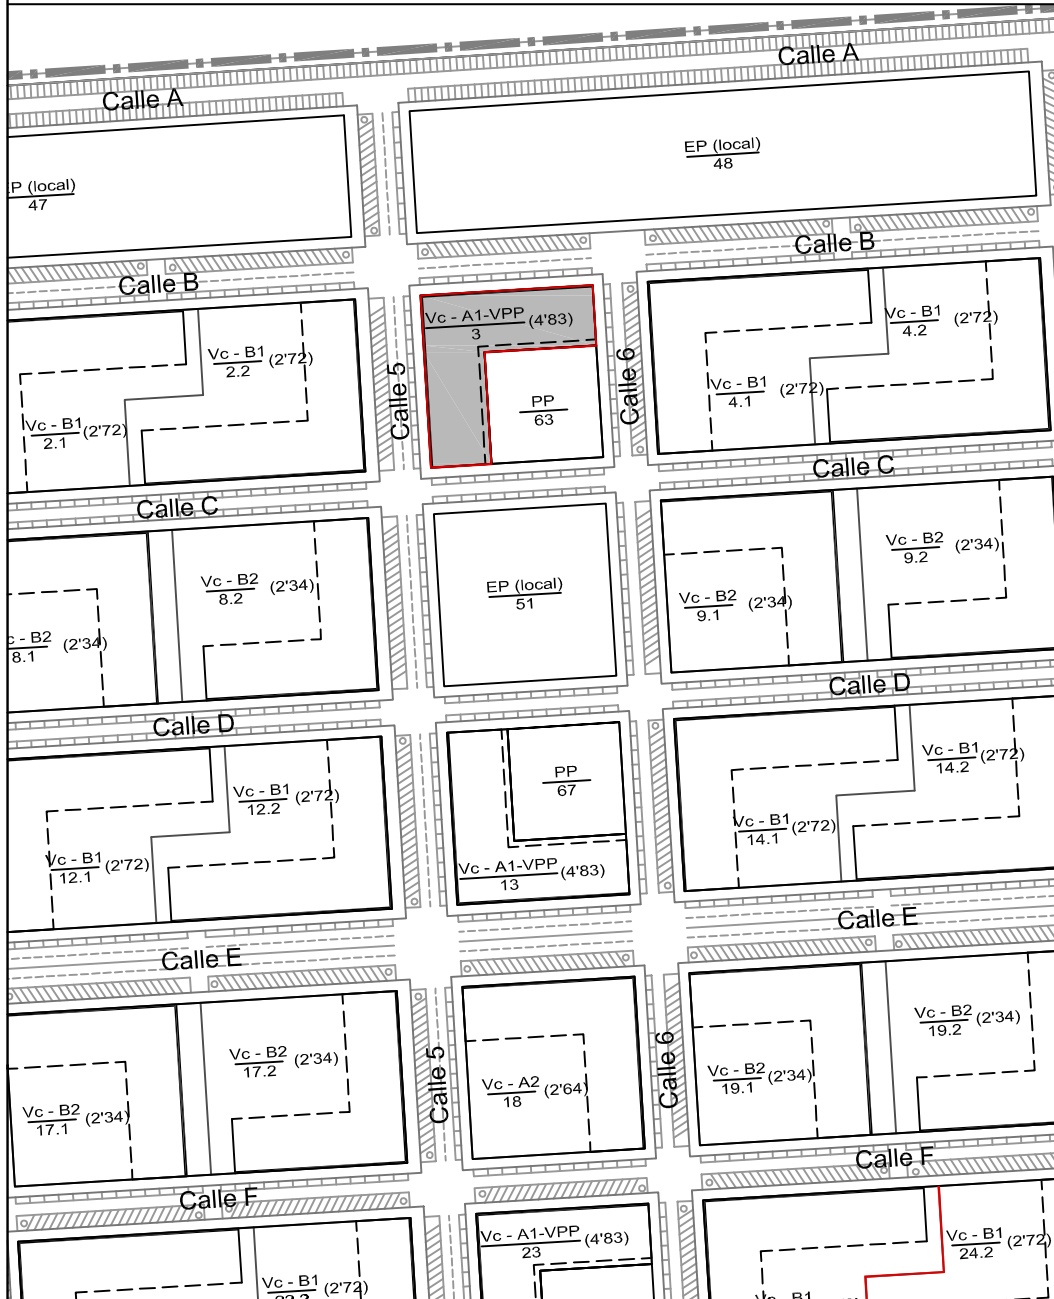 Calle A
Calle A
EP (local)
48
EP (local)
47
Calle B
Calle B
Vc - A1-VPP (4'83)
3
Vc - B1 (2'72)
4.2
Vc - B1 (2'72)
2.2
Calle 5
Calle 6
Vc - B1 (2'72)
4.1
PP
63
Vc - B1 (2'72)
2.1
Calle C
Calle C
Vc - B2 (2'34)
9.2
Vc - B2 (2'34)
8.2
EP (local)
51
Vc - B2 (2'34)
9.1
Vc - B2 (2'34)
8.1
Calle D
Calle D
Vc - B1 (2'72)
14.2
PP
67
Vc - B1 (2'72)
12.2
Vc - B1 (2'72)
14.1
Vc - B1 (2'72)
12.1
Vc - A1-VPP (4'83)
13
Calle E
Calle E
Vc - B2 (2'34)
19.2
Vc - B2 (2'34)
17.2
Calle 5
Calle 6
Vc - B2 (2'34)
19.1
Vc - A2 (2'64)
18
Vc - B2 (2'34)
17.1
Calle F
Calle F
Vc - A1-VPP (4'83)
23
Vc - B1 (2'72)
24.2
Vc - B1 (2'72)
Vc - B1